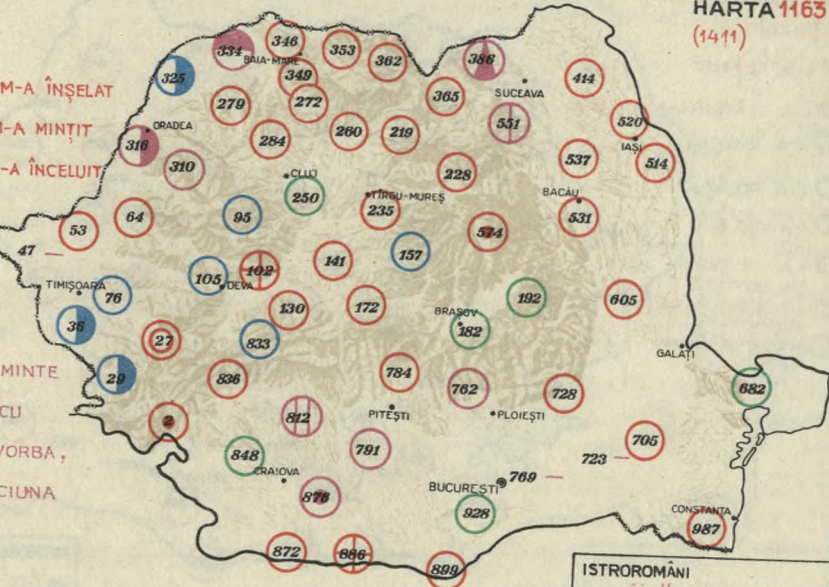 HARTA 1163
(1411)
334
346
BAIA-MARE
353
362
386
325
349
SUCEAVA
414
M-A ÎNȘELAT
279
272
365
551
520
M-A MINȚIT
ORADEA
284
260
219
IAȘI
316
537
514
-A ÎNCELUIT
310
CLUJ
228
250
TÎRGU-MUREȘ
BACĂU
64
95
235
531
53
574
47 —
157
141
102
105
DEVA
TIMIȘOARA
76
130
172
192
605
36
BRAȘOV
182
27
833
GALAȚI
MINTE
29
836
784
762
728
682
CU
2
812
PITEȘTI
PLOIEȘTI
VORBA,
848
791
723 —
705
CRAIOVA
CIUNA
876
BUCUREȘTI
769 —
928
CONSTANȚA
987
872
886
899
ISTROROMÂNI